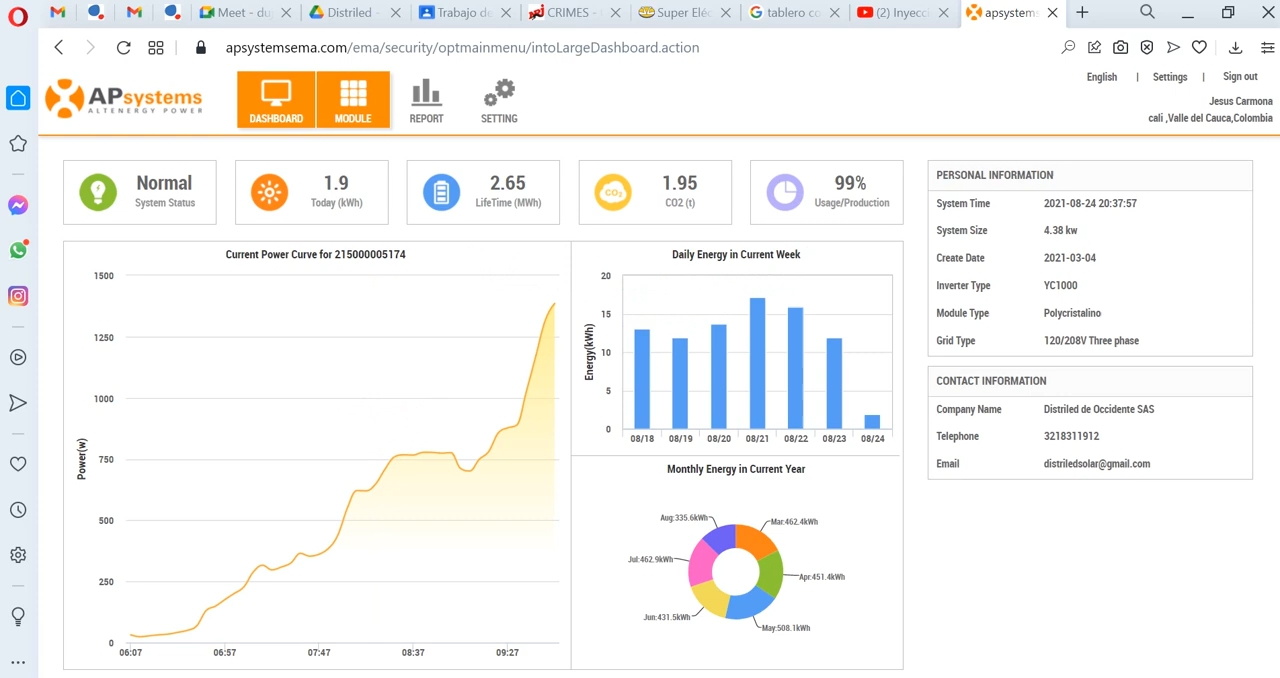 Meet - du
Distriled -
Trabajo de
CRIMES -
Super Eléc
tablero co
(2) Inyecci
apsystems
apsystemsema.com/ema/security/optmainmenu/intoLargeDashboard.action
English | Settings | Sign out
Jesus Carmona
cali ,Valle del Cauca,Colombia
APsystems
ALTENERGY POWER
DASHBOARD
MODULE
REPORT
SETTING
Normal
System Status
1.9
Today (kWh)
2.65
LifeTime (MWh)
CO2
1.95
CO2 (t)
99%
Usage/Production
Current Power Curve for 215000005174
Power(w)
1500
1250
1000
750
500
250
0
06:07 06:57 07:47 08:37 09:27
Daily Energy in Current Week
Energy(kWh)
20
15
10
5
0
08/18 08/19 08/20 08/21 08/22 08/23 08/24
Monthly Energy in Current Year
Aug:335.6kWh
Mar:462.4kWh
Jul:462.9kWh
Apr:451.4kWh
Jun:431.5kWh
May:508.1kWh
PERSONAL INFORMATION
System Time 2021-08-24 20:37:57
System Size 4.38 kw
Create Date 2021-03-04
Inverter Type YC1000
Module Type Polycristalino
Grid Type 120/208V Three phase
CONTACT INFORMATION
Company Name Distriled de Occidente SAS
Telephone 3218311912
Email distriledsolar@gmail.com